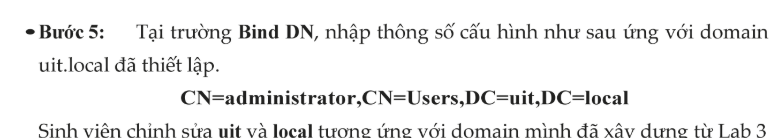 • Bước 5: Tại trường Bind DN, nhập thông số cấu hình như sau ứng với domain
uit.local đã thiết lập.
CN=administrator,CN=Users,DC=uit,DC=local
Sinh viên chỉnh sửa uit và local tương ứng với domain mình đã xây dựng từ Lab 3